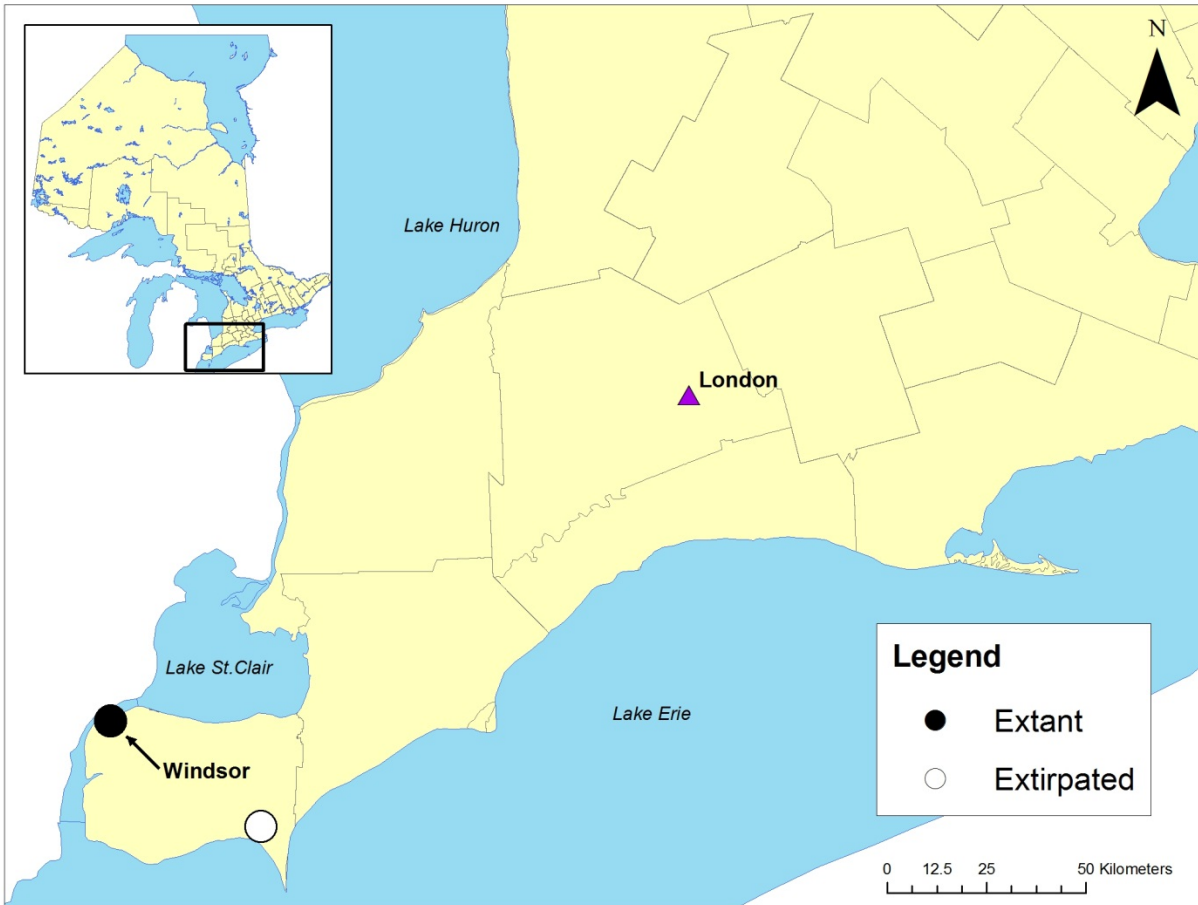 N
Lake Huron
London
Lake St.Clair
Lake Erie
Windsor
Legend
Extant
Extirpated
0 12.5 25 50 Kilometers